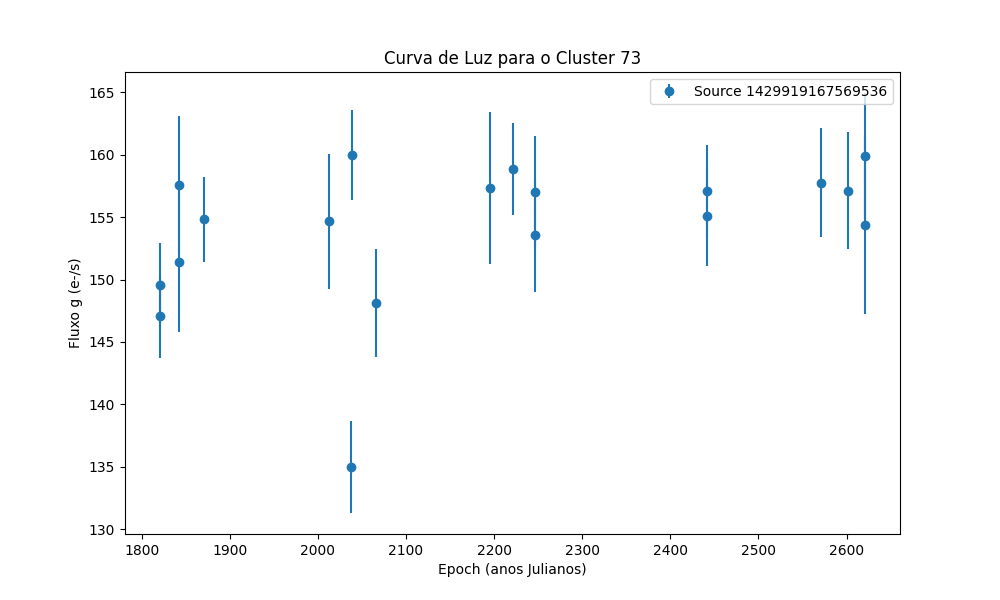 Curva de Luz para o Cluster 73
Source 1429919167569536
165
160
155
150
145
140
135
130
Fluxo g (e-/s)
1800 1900 2000 2100 2200 2300 2400 2500 2600
Epoch (anos Julianos)